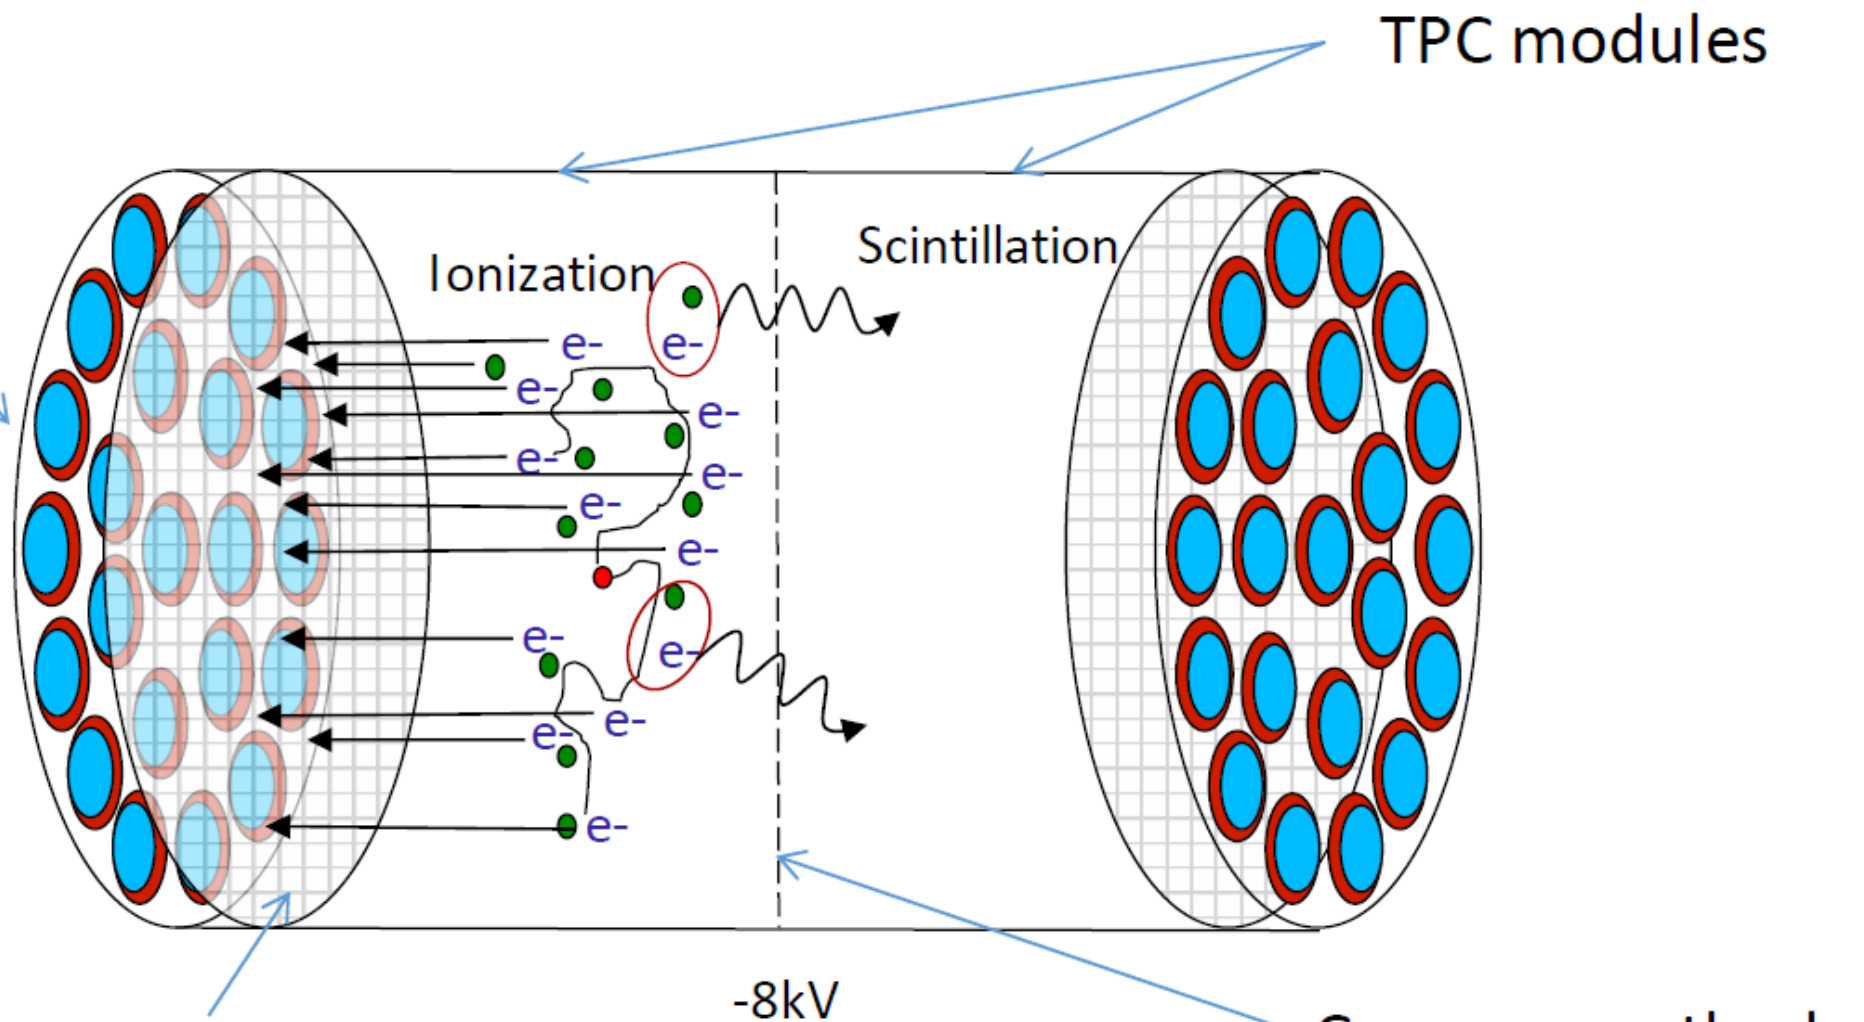 TPC modules
Scintillation
Ionization
e-
e-
e-
e-
e-
e-
e-
e-
e-
e-
e-
e-
e-
-8kV